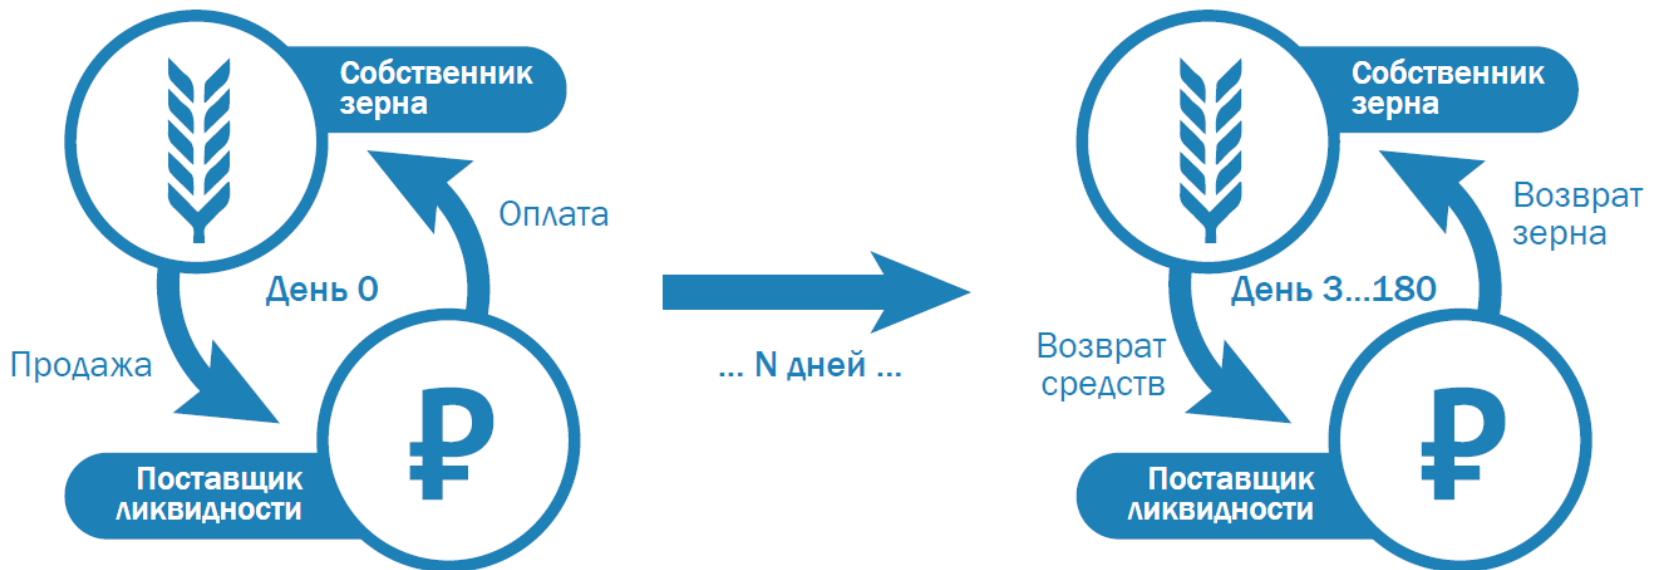 Собственник
зерна
Оплата
День 0
Продажа
Поставщик
ликвидности
... N дней ...
Собственник
зерна
Возврат
зерна
День 3...180
Возврат
средств
Поставщик
ликвидности